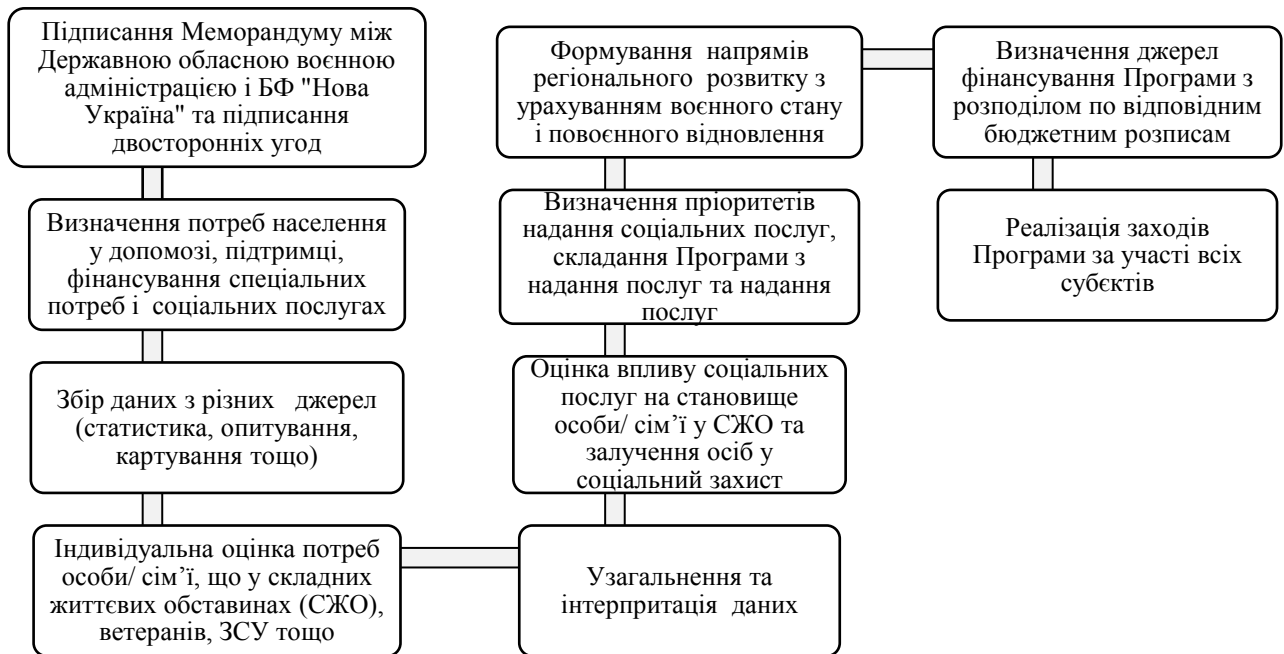 Підписання Меморандуму між
Державною обласною воєнною
адміністрацією і БФ "Нова
Україна" та підписання
двосторонніх угод
Визначення потреб населення
у допомозі, підтримці,
фінансування спеціальних
потреб і соціальних послугах
Збір даних з різних джерел
(статистика, опитування,
картування тощо)
Індивідуальна оцінка потреб
особи/ сім’ї, що у складних
життєвих обставинах (СЖО),
ветеранів, ЗСУ тощо
Узагальнення та
інтерпритація даних
Оцінка впливу соціальних
послуг на становище
особи/ сім’ї у СЖО та
залучення осіб у
соціальний захист
Визначення пріоритетів
надання соціальних послуг,
складання Програми з
надання послуг та надання
послуг
Формування напрямів
регіонального розвитку з
урахуванням воєнного стану
і повоєнного відновлення
Визначення джерел
фінансування Програми з
розподілом по відповідним
бюджетним розписам
Реалізація заходів
Програми за участі всіх
субєктів